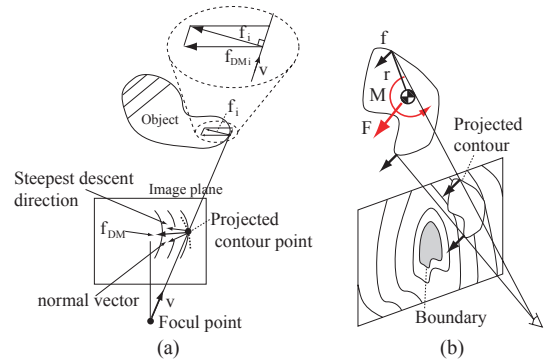 f_i
f_DMi
v
Object
f_i
Steepest descent
direction
Image plane
f_DM
Projected
contour point
normal vector
v
Focul point
(a)
f
r
M
F
Projected
contour
Boundary
(b)